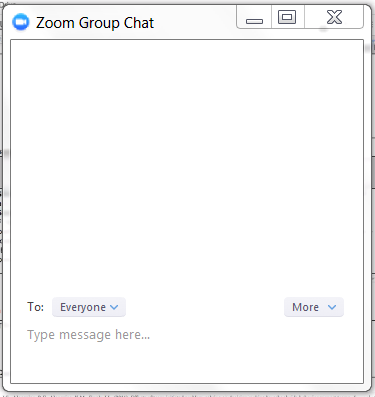 Zoom Group Chat
To: Everyone More
Type message here...